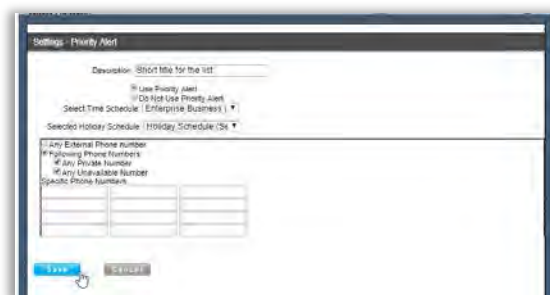 Settings - Priority Alert
Description Short title for the list
Use Priority Alert
Do Not Use Priority Alert
Select Time Schedule Enterprise Business (
Selected Holiday Schedule Holiday Schedule (Se
Any External Phone number
Following Phone Numbers
Any Private Number
Any Unavailable Number
Specific Phone Numbers
Save Cancel